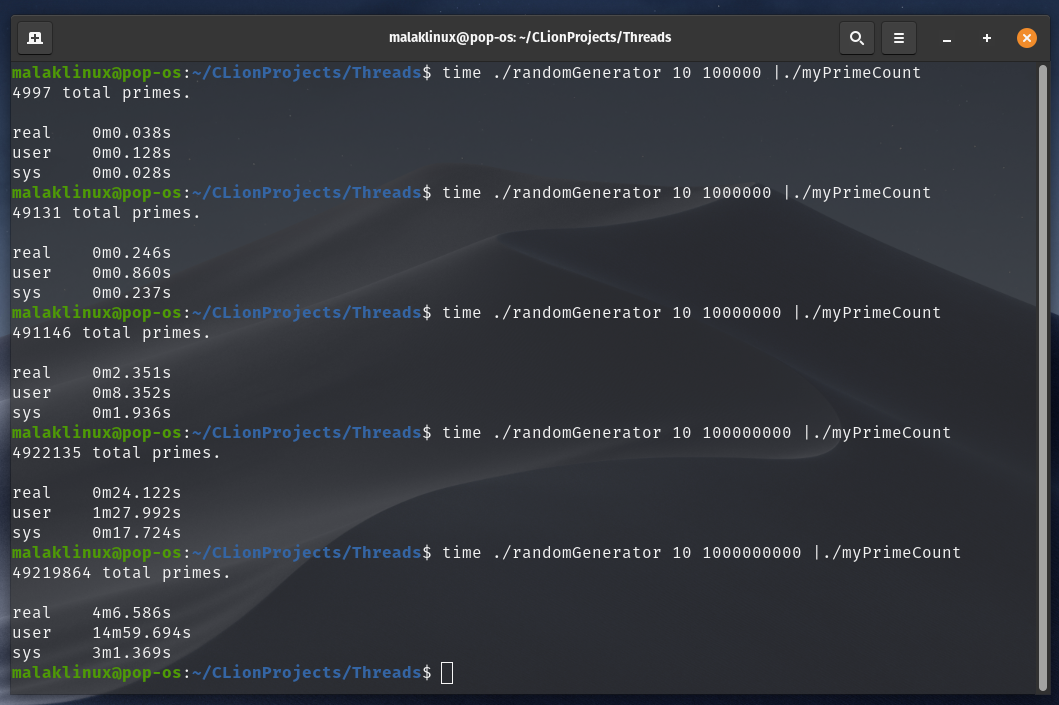 malaklinux@pop-os: ~/CLionProjects/Threads
malaklinux@pop-os:~/CLionProjects/Threads$ time ./randomGenerator 10 100000 |./myPrimeCount
4997 total primes.
real 0m0.038s
user 0m0.128s
sys 0m0.028s
malaklinux@pop-os:~/CLionProjects/Threads$ time ./randomGenerator 10 1000000 |./myPrimeCount
49131 total primes.
real 0m0.246s
user 0m0.860s
sys 0m0.237s
malaklinux@pop-os:~/CLionProjects/Threads$ time ./randomGenerator 10 10000000 |./myPrimeCount
491146 total primes.
real 0m2.351s
user 0m8.352s
sys 0m1.936s
malaklinux@pop-os:~/CLionProjects/Threads$ time ./randomGenerator 10 100000000 |./myPrimeCount
4922135 total primes.
real 0m24.122s
user 1m27.992s
sys 0m17.724s
malaklinux@pop-os:~/CLionProjects/Threads$ time ./randomGenerator 10 1000000000 |./myPrimeCount
49219864 total primes.
real 4m6.586s
user 14m59.694s
sys 3m1.369s
malaklinux@pop-os:~/CLionProjects/Threads$